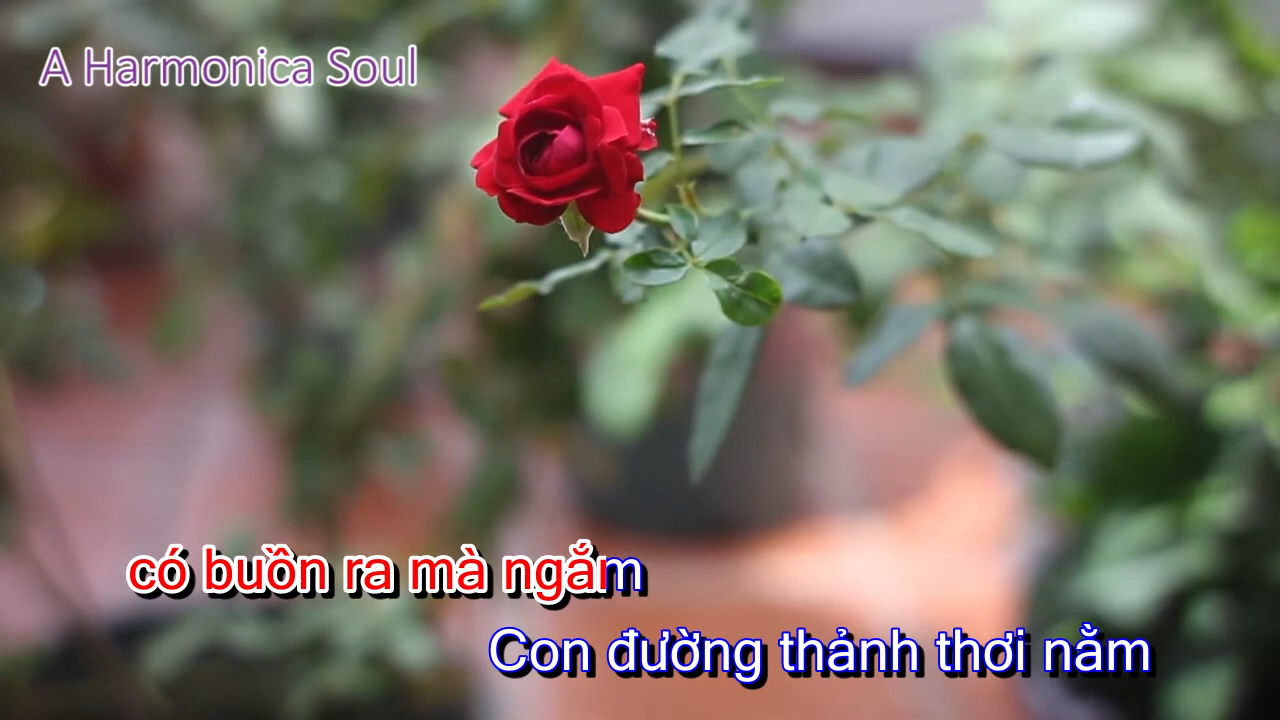 A Harmonica Soul
có buồn ra mà ngắm
Con đường thảnh thơi nằm